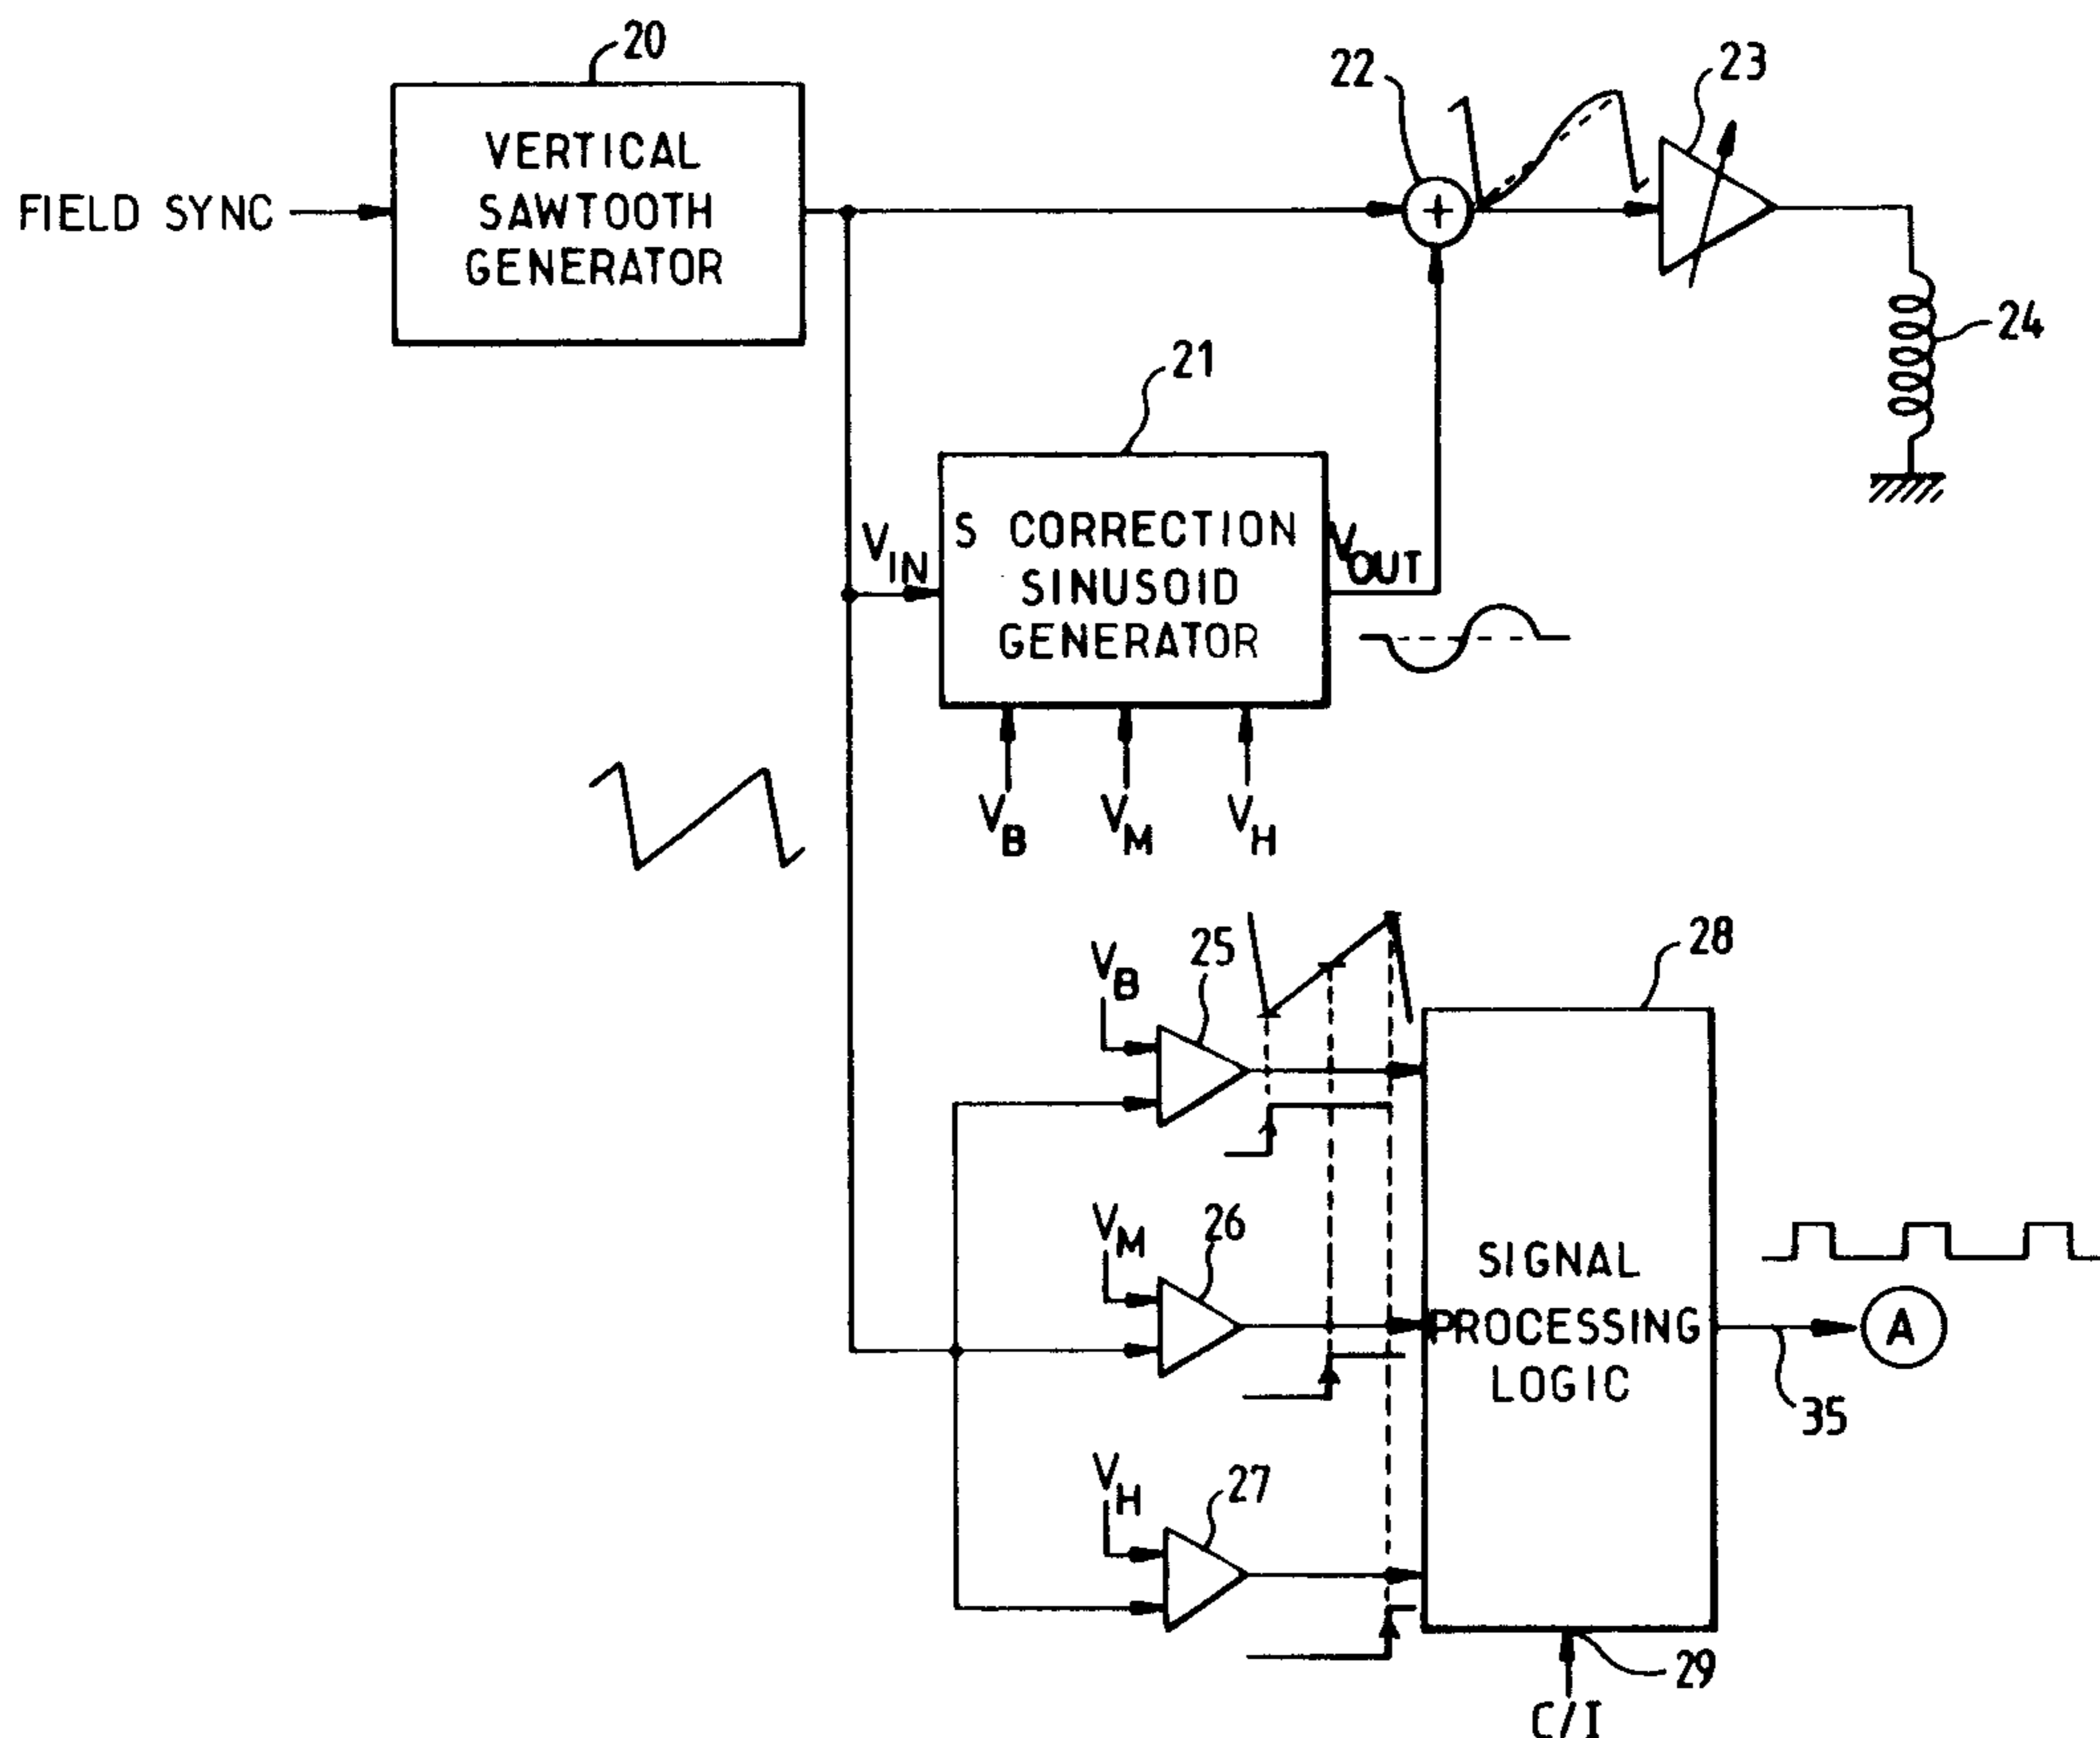 20
22
23
VERTICAL
SAWTOOTH
GENERATOR
FIELD SYNC
+
24
21
VIN
S CORRECTION
SINUSOID
GENERATOR
VOUT
VB
VM
VH
VB
25
28
VM
26
SIGNAL
PROCESSING
LOGIC
A
35
VH
27
29
C/I